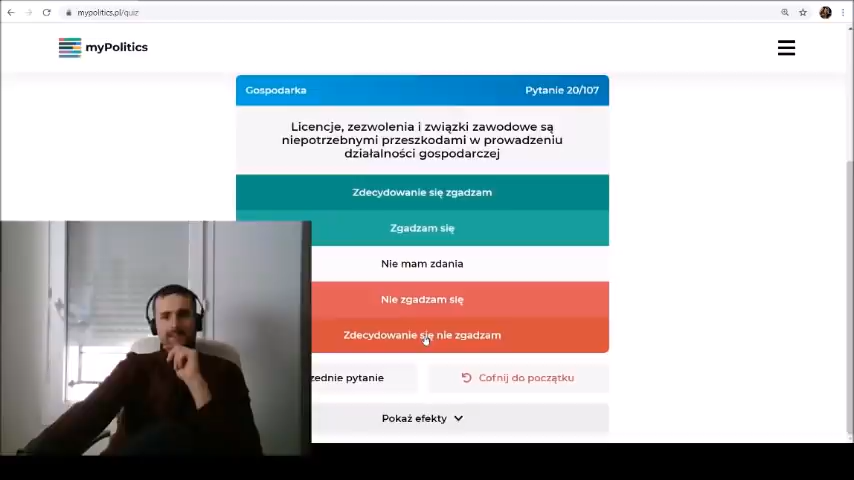 mypolitics.pl/quiz
myPolitics
Gospodarka
Pytanie 20/107
Licencje, zezwolenia i związki zawodowe są
niepotrzebnymi przeszkodami w prowadzeniu
działalności gospodarczej
Zdecydowanie się zgadzam
Zgadzam się
Nie mam zdania
Nie zgadzam się
Zdecydowanie się nie zgadzam
zednie pytanie
Cofnij do początku
Pokaż efekty